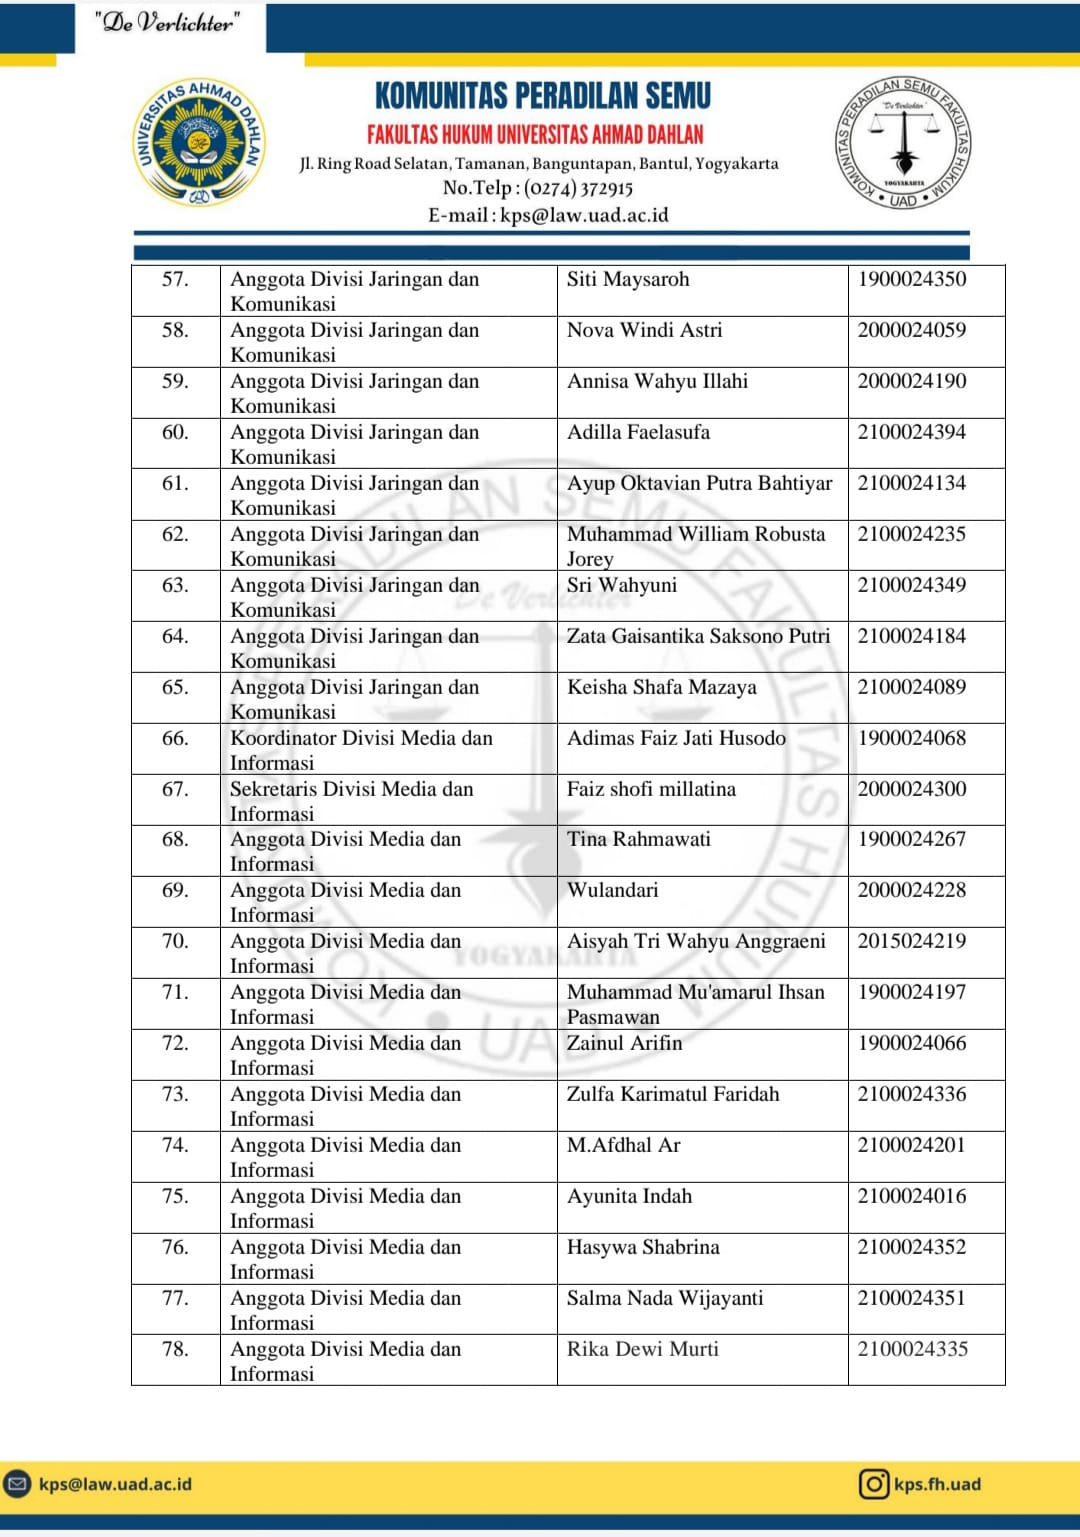 "De Verlichter"
KOMUNITAS PERADILAN SEMU
FAKULTAS HUKUM UNIVERSITAS AHMAD DAHLAN
Jl. Ring Road Selatan, Tamanan, Banguntapan, Bantul, Yogyakarta
No.Telp : (0274) 372915
E-mail : kps@law.uad.ac.id
UNIVERSITAS AHMAD DAHLAN
KOMUNITAS PERADILAN SEMU FAKULTAS HUKUM
"De Verlichter"
YOGYAKARTA
• UAD •
57. Anggota Divisi Jaringan dan Siti Maysaroh 1900024350
Komunikasi
58. Anggota Divisi Jaringan dan Nova Windi Astri 2000024059
Komunikasi
59. Anggota Divisi Jaringan dan Annisa Wahyu Illahi 2000024190
Komunikasi
60. Anggota Divisi Jaringan dan Adilla Faelasufa 2100024394
Komunikasi
61. Anggota Divisi Jaringan dan Ayup Oktavian Putra Bahtiyar 2100024134
Komunikasi
62. Anggota Divisi Jaringan dan Muhammad William Robusta 2100024235
Komunikasi Jorey
63. Anggota Divisi Jaringan dan Sri Wahyuni 2100024349
Komunikasi
64. Anggota Divisi Jaringan dan Zata Gaisantika Saksono Putri 2100024184
Komunikasi
65. Anggota Divisi Jaringan dan Keisha Shafa Mazaya 2100024089
Komunikasi
66. Koordinator Divisi Media dan Adimas Faiz Jati Husodo 1900024068
Informasi
67. Sekretaris Divisi Media dan Faiz shofi millatina 2000024300
Informasi
68. Anggota Divisi Media dan Tina Rahmawati 1900024267
Informasi
69. Anggota Divisi Media dan Wulandari 2000024228
Informasi
70. Anggota Divisi Media dan Aisyah Tri Wahyu Anggraeni 2015024219
Informasi
71. Anggota Divisi Media dan Muhammad Mu'amarul Ihsan 1900024197
Informasi Pasmawan
72. Anggota Divisi Media dan Zainul Arifin 1900024066
Informasi
73. Anggota Divisi Media dan Zulfa Karimatul Faridah 2100024336
Informasi
74. Anggota Divisi Media dan M.Afdhal Ar 2100024201
Informasi
75. Anggota Divisi Media dan Ayunita Indah 2100024016
Informasi
76. Anggota Divisi Media dan Hasywa Shabrina 2100024352
Informasi
77. Anggota Divisi Media dan Salma Nada Wijayanti 2100024351
Informasi
78. Anggota Divisi Media dan Rika Dewi Murti 2100024335
Informasi
KOMUNITAS PERADILAN SEMU FAKULTAS HUKUM
De Verlichter
YOGYAKARTA
• UAD •
kps@law.uad.ac.id
kps.fh.uad